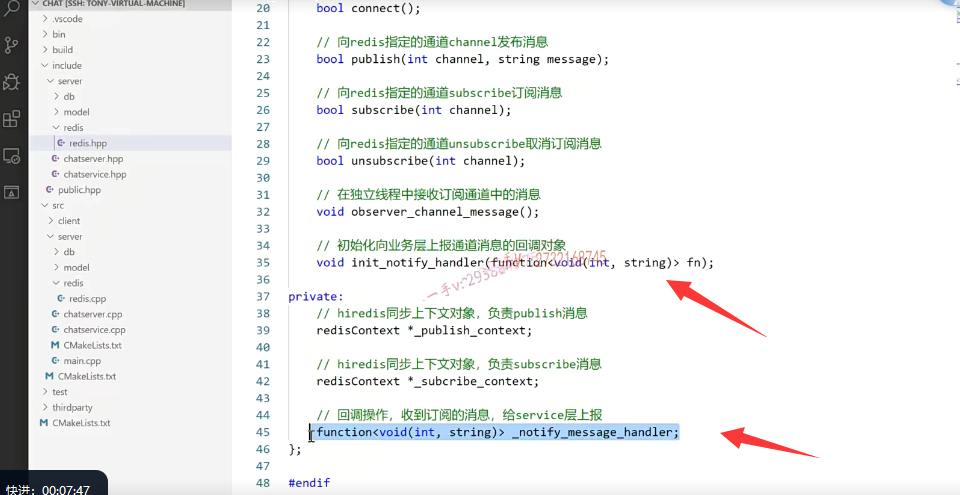 CHAT [SSH: TONY-VIRTUAL-MACHINE]
.vscode
bin
build
include
server
db
model
redis
redis.hpp
chatserver.hpp
chatservice.hpp
public.hpp
src
client
server
db
model
redis
redis.cpp
chatserver.cpp
chatservice.cpp
CMakeLists.txt
main.cpp
CMakeLists.txt
test
thirdparty
CMakeLists.txt
20 bool connect();
21
22 // 向redis指定的通道channel发布消息
23 bool publish(int channel, string message);
24
25 // 向redis指定的通道subscribe订阅消息
26 bool subscribe(int channel);
27
28 // 向redis指定的通道unsubscribe取消订阅消息
29 bool unsubscribe(int channel);
30
31 // 在独立线程中接收订阅通道中的消息
32 void observer_channel_message();
33
34 // 初始化向业务层上报通道消息的回调对象
35 void init_notify_handler(function<void(int, string)> fn);
36
37 private:
38 // hiredis同步上下文对象，负责publish消息
39 redisContext *_publish_context;
40
41 // hiredis同步上下文对象，负责subscribe消息
42 redisContext *_subcribe_context;
43
44 // 回调操作，收到订阅的消息，给service层上报
45 function<void(int, string)> _notify_message_handler;
46 };
47
48 #endif
快进：00:07:47